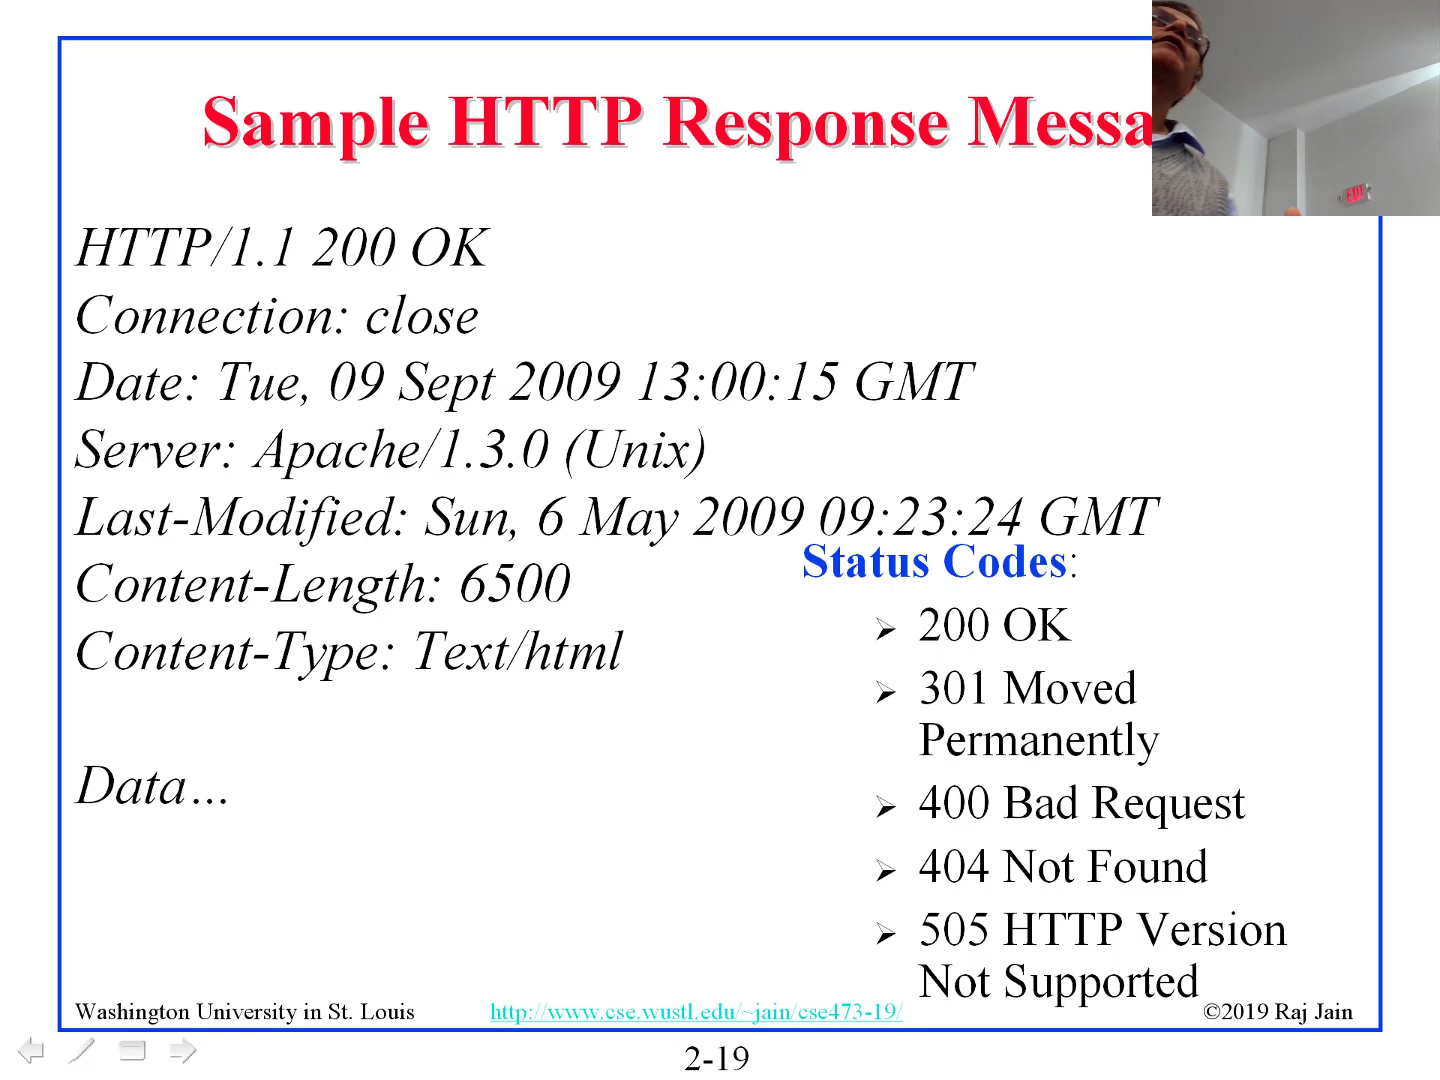 Sample HTTP Response Messa
EXIT
HTTP/1.1 200 OK
Connection: close
Date: Tue, 09 Sept 2009 13:00:15 GMT
Server: Apache/1.3.0 (Unix)
Last-Modified: Sun, 6 May 2009 09:23:24 GMT
Content-Length: 6500
Content-Type: Text/html
Data…
Status Codes:
➢ 200 OK
➢ 301 Moved
Permanently
➢ 400 Bad Request
➢ 404 Not Found
➢ 505 HTTP Version
Not Supported
Washington University in St. Louis
http://www.cse.wustl.edu/~jain/cse473-19/
©2019 Raj Jain
2-19